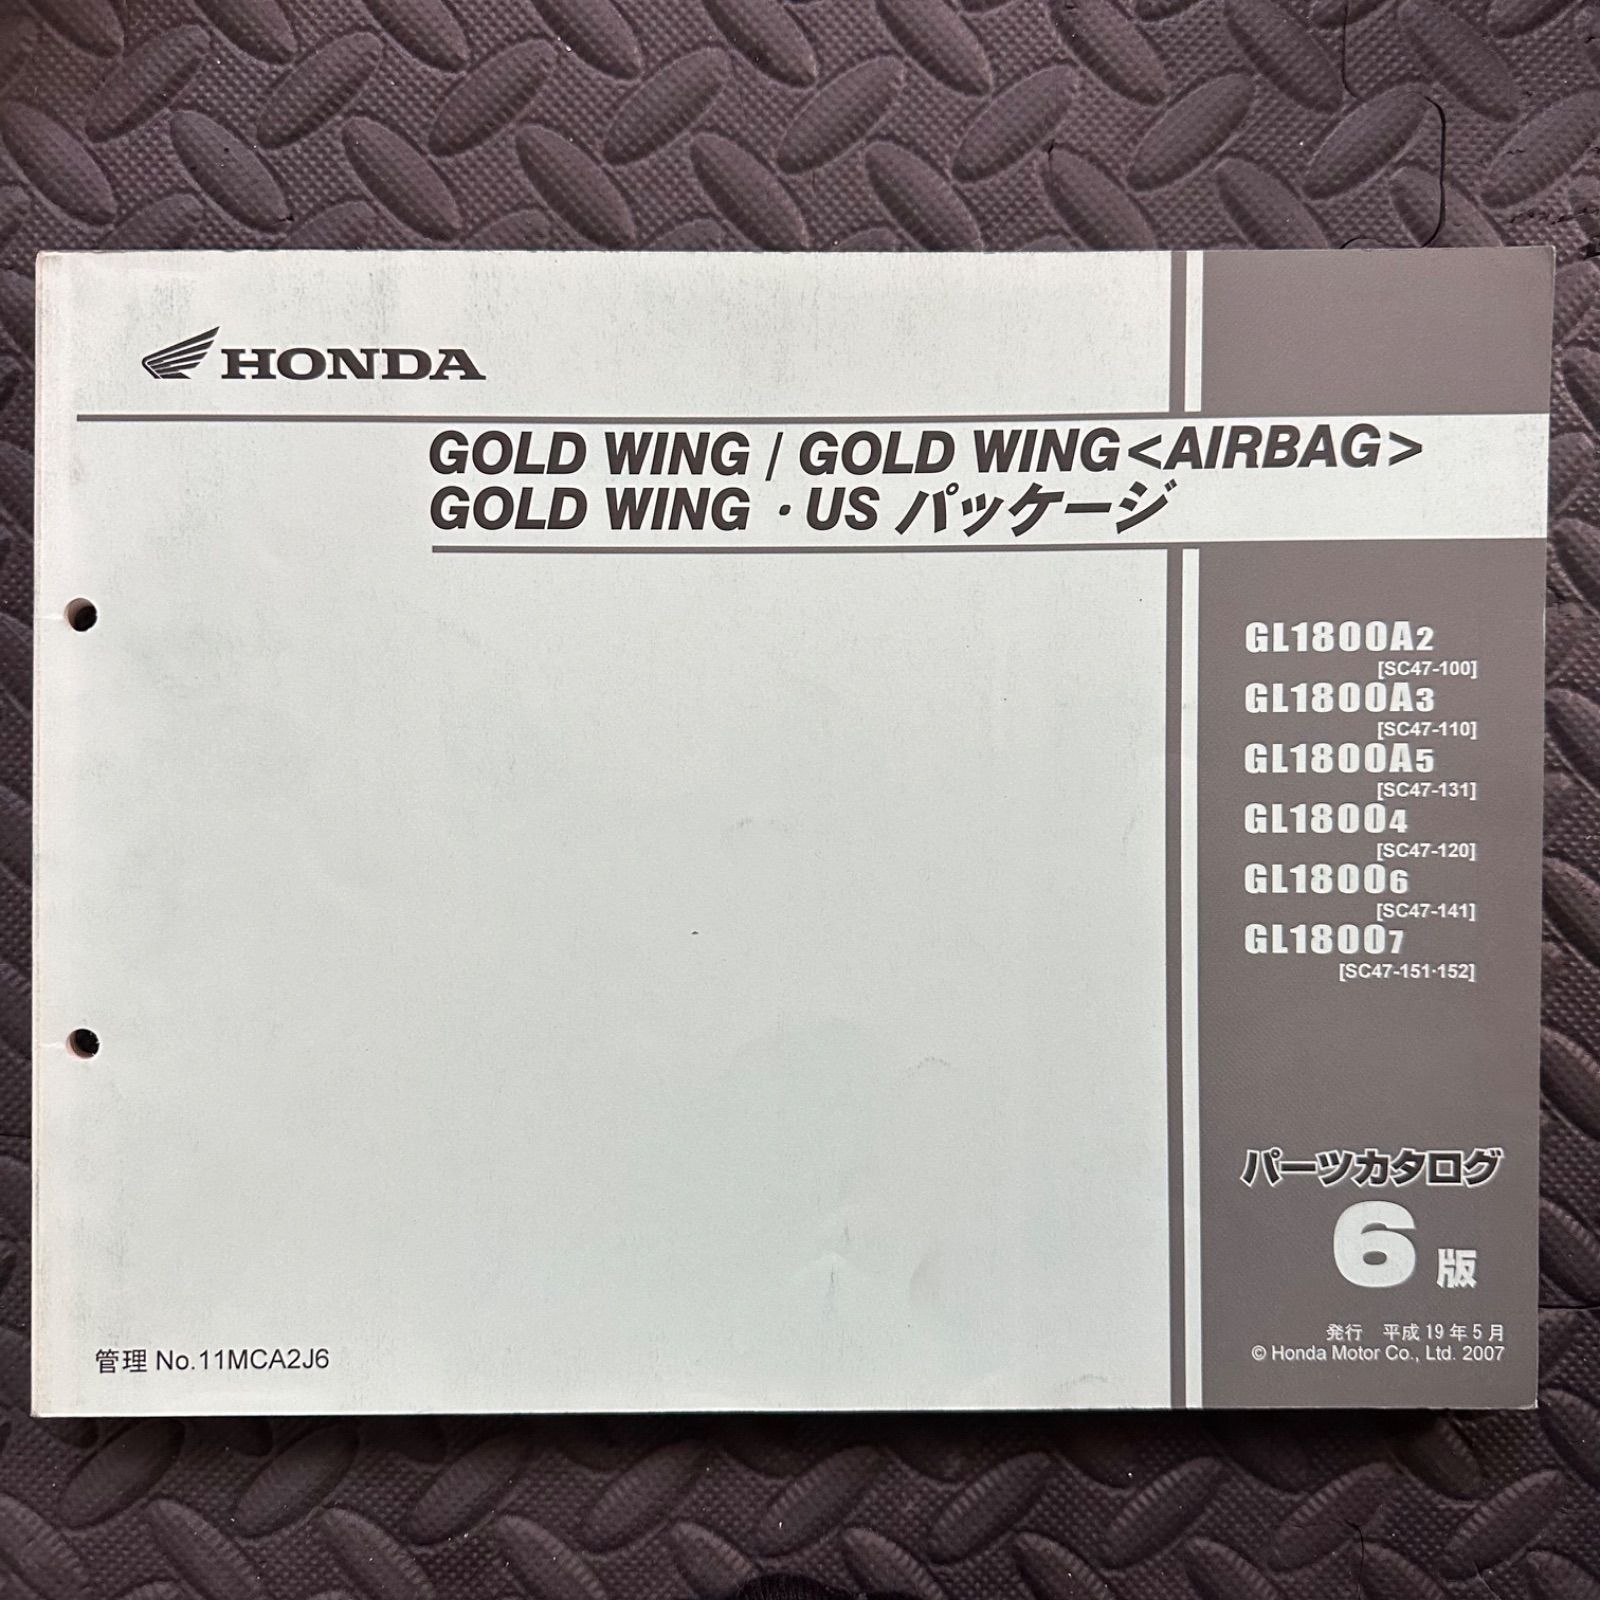 HONDA
GOLD WING / GOLD WING<AIRBAG>
GOLD WING・US パッケージ
GL1800A2
[SC47-100]
GL1800A3
[SC47-110]
GL1800A5
[SC47-131]
GL18004
[SC47-120]
GL18006
[SC47-141]
GL18007
[SC47-151·152]
パーツカタログ
6版
発行 平成19年5月
© Honda Motor Co., Ltd. 2007
管理 No.11MCA2J6